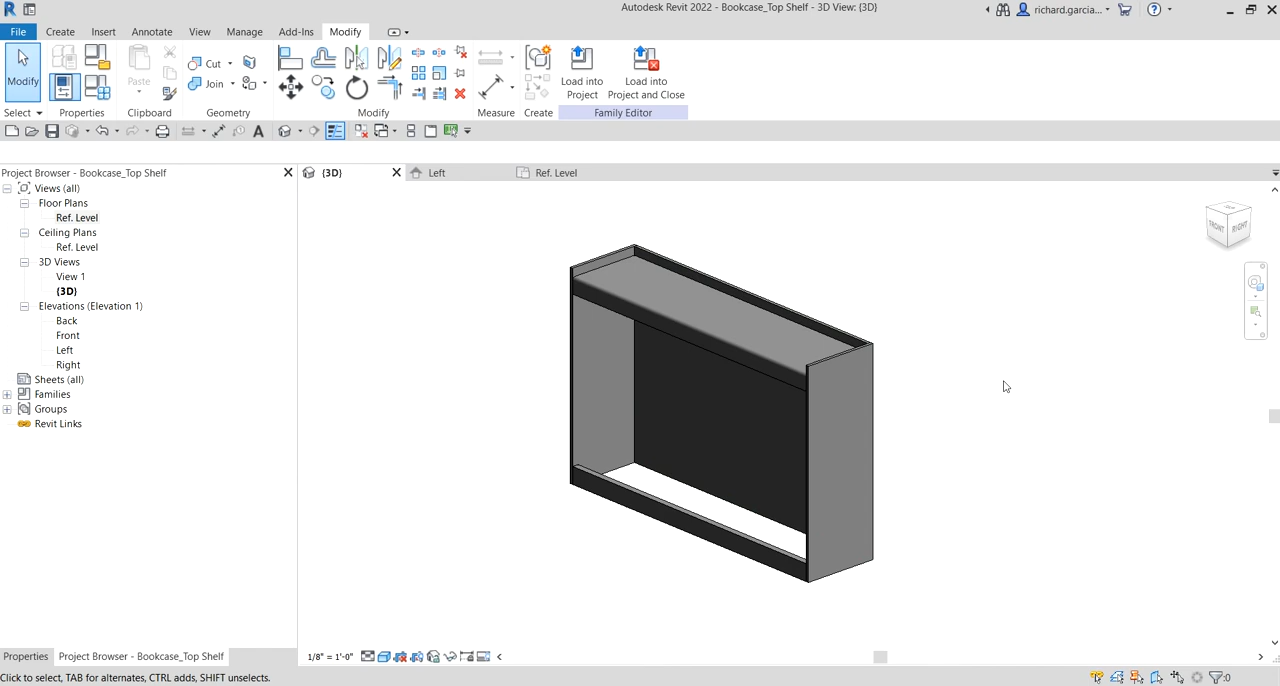 Autodesk Revit 2022 - Bookcase_Top Shelf - 3D View: {3D}
richard.garcia...
File Create Insert Annotate View Manage Add-Ins Modify
Modify Paste Cut Join Load into Project Load into Project and Close
Select Properties Clipboard Geometry Modify Measure Create Family Editor
Project Browser - Bookcase_Top Shelf
{3D} Left Ref. Level
Views (all)
Floor Plans
Ref. Level
Ceiling Plans
Ref. Level
3D Views
View 1
{3D}
Elevations (Elevation 1)
Back
Front
Left
Right
Sheets (all)
Families
Groups
Revit Links
FRONT RIGHT
Properties Project Browser - Bookcase_Top Shelf 1/8" = 1'-0"
Click to select, TAB for alternates, CTRL adds, SHIFT unselects. :0